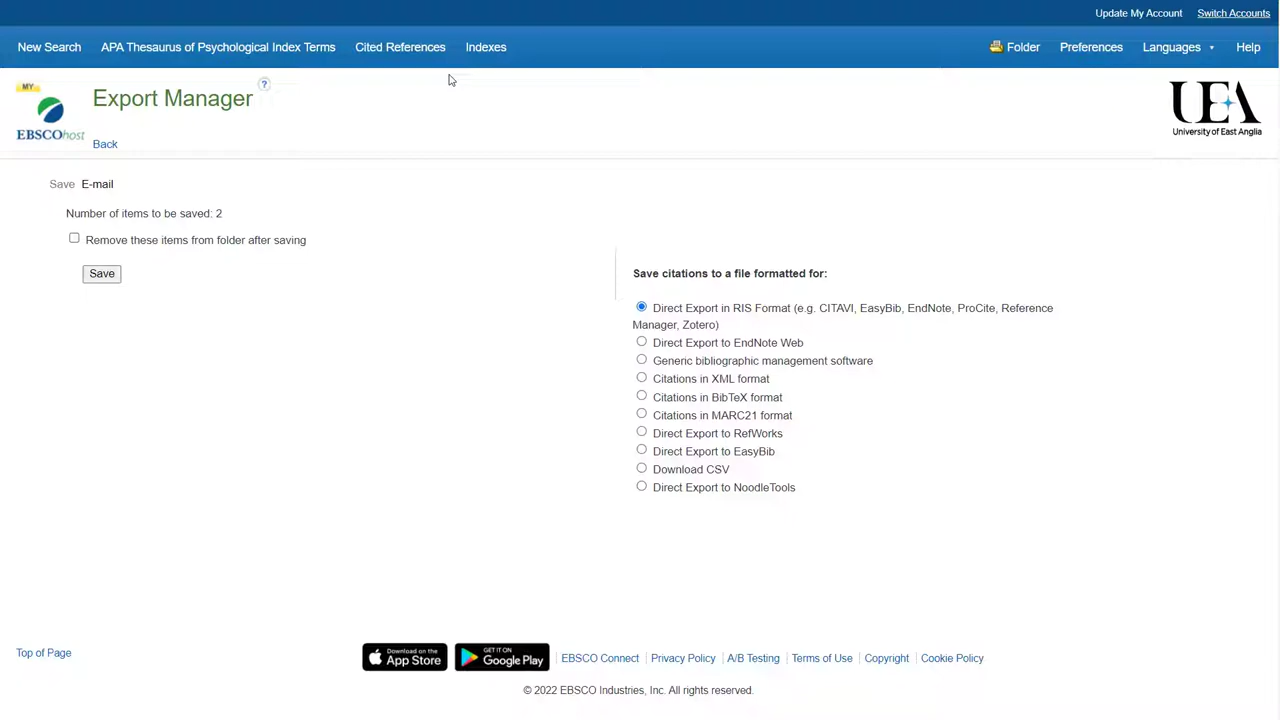 Update My Account Switch Accounts
New Search APA Thesaurus of Psychological Index Terms Cited References Indexes Folder Preferences Languages Help
MY
EBSCOhost
Export Manager ?
Back
UEA
University of East Anglia
Save E-mail
Number of items to be saved: 2
Remove these items from folder after saving
Save
Save citations to a file formatted for:
Direct Export in RIS Format (e.g. CITAVI, EasyBib, EndNote, ProCite, Reference
Manager, Zotero)
Direct Export to EndNote Web
Generic bibliographic management software
Citations in XML format
Citations in BibTeX format
Citations in MARC21 format
Direct Export to RefWorks
Direct Export to EasyBib
Download CSV
Direct Export to NoodleTools
Top of Page
Download on the
App Store
GET IT ON
Google Play
EBSCO Connect Privacy Policy A/B Testing Terms of Use Copyright Cookie Policy
© 2022 EBSCO Industries, Inc. All rights reserved.